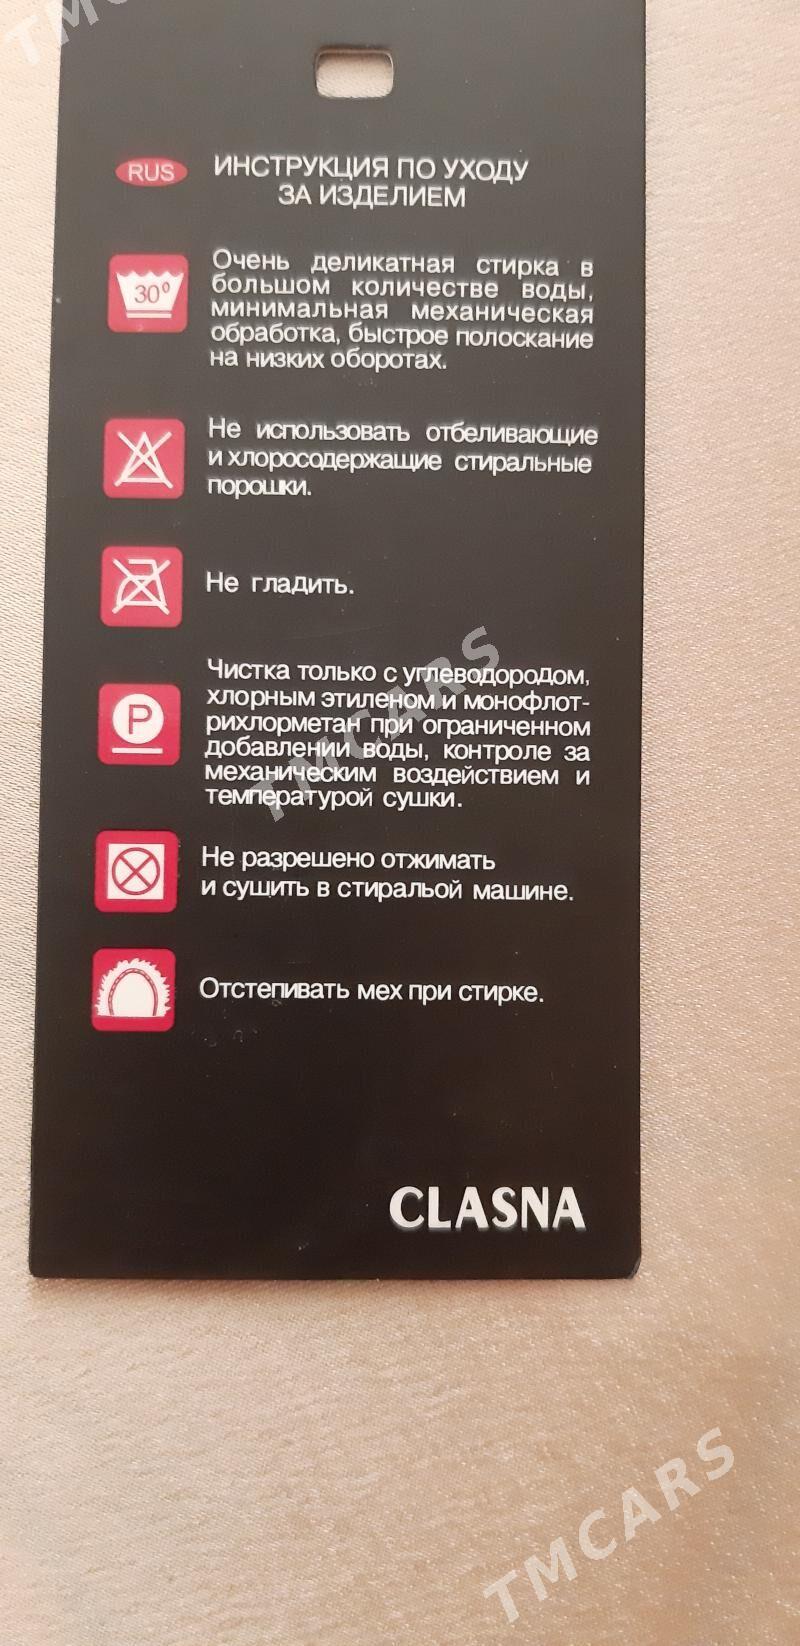 TMCARS
RUS
ИНСТРУКЦИЯ ПО УХОДУ
ЗА ИЗДЕЛИЕМ
30°
Очень деликатная стирка в
большом количестве воды,
минимальная механическая
обработка, быстрое полоскание
на низких оборотах.
Не использовать отбеливающие
и хлоросодержащие стиральные
порошки.
Не гладить.
P
Чистка только с углеводородом,
хлорным этиленом и монофлот-
рихлорметан при ограниченном
добавлении воды, контроле за
механическим воздействием и
температурой сушки.
TMCARS
Не разрешено отжимать
и сушить в стиральой машине.
Отстепивать мех при стирке.
CLASNA
TMCARS